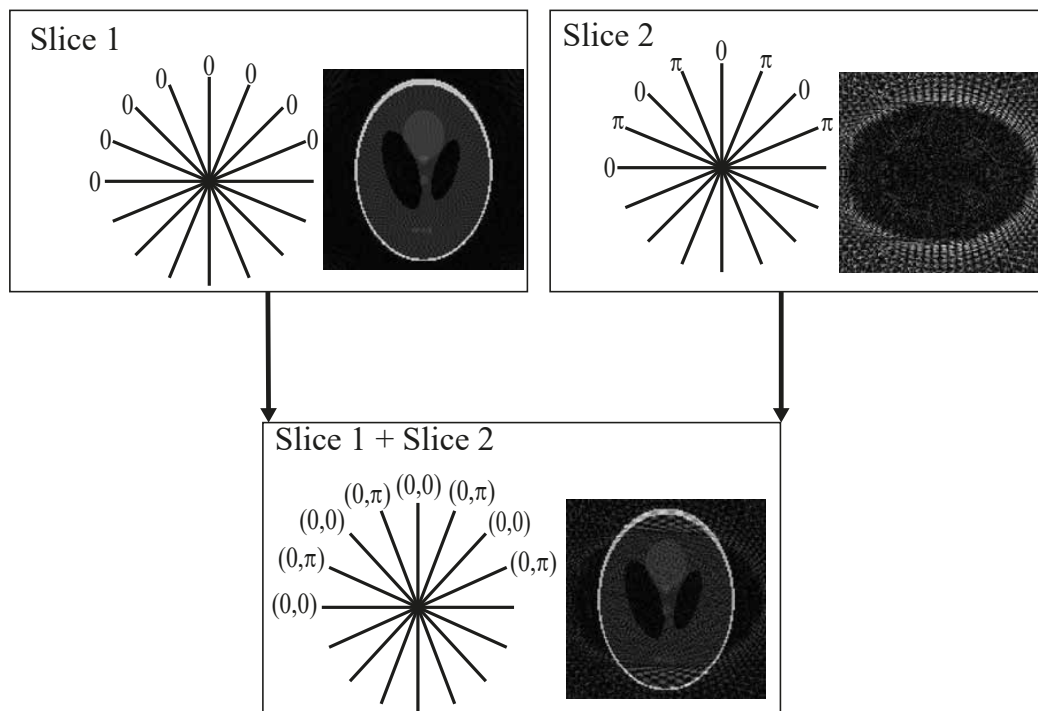 Slice 1
0 0 0 0 0 0 0 0
Slice 2
0 π 0 π 0 π 0 π
Slice 1 + Slice 2
(0,0) (0,π) (0,0) (0,π) (0,0) (0,π) (0,0) (0,π)